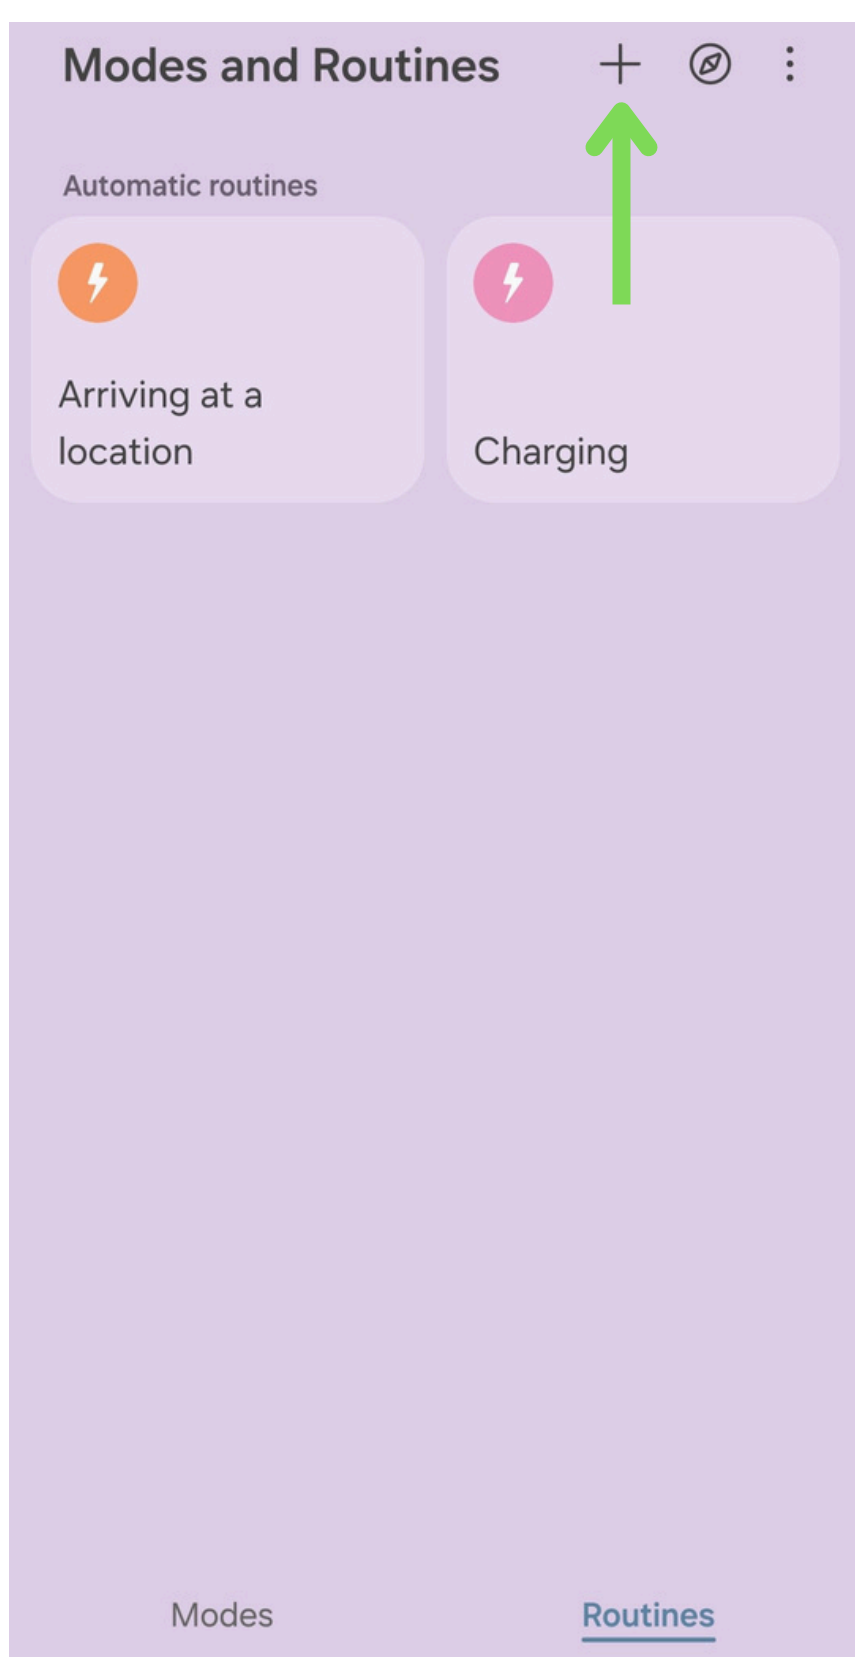 Modes and Routines
Automatic routines
Arriving at a
location
Charging
Modes
Routines